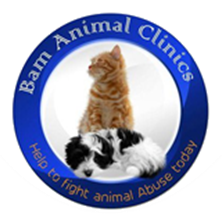 Bam Animal Clinics
Help to fight animal Abuse today